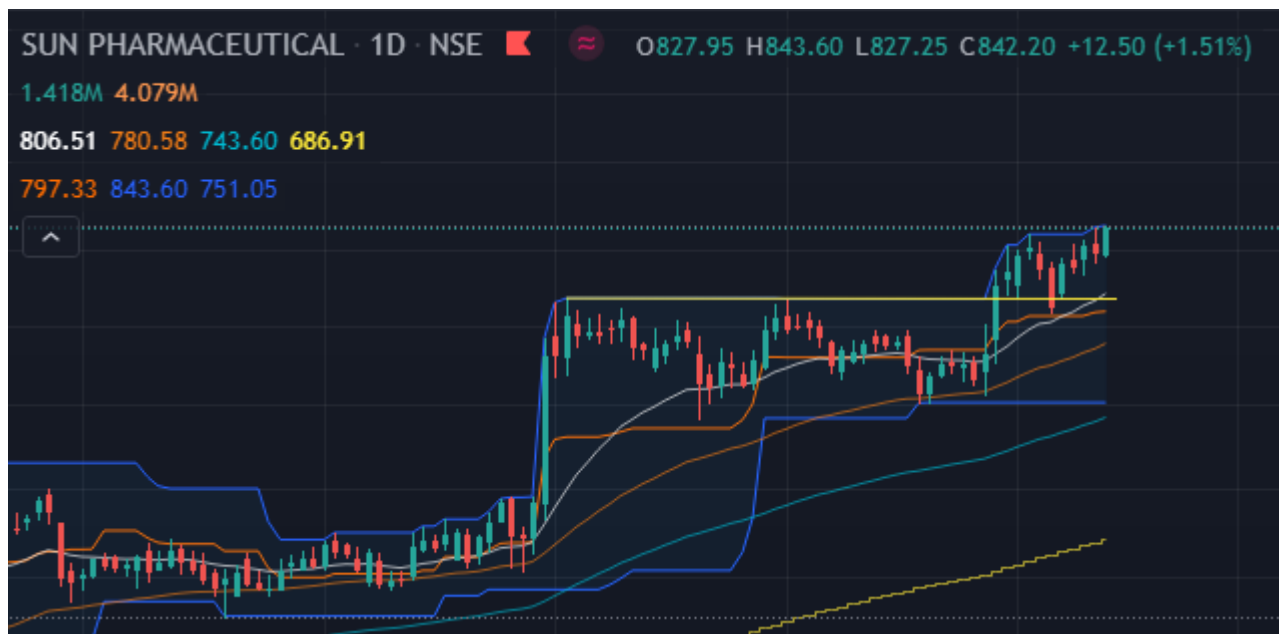 SUN PHARMACEUTICAL · 1D · NSE ≈ O827.95 H843.60 L827.25 C842.20 +12.50 (+1.51%)
1.418M 4.079M
806.51 780.58 743.60 686.91
797.33 843.60 751.05